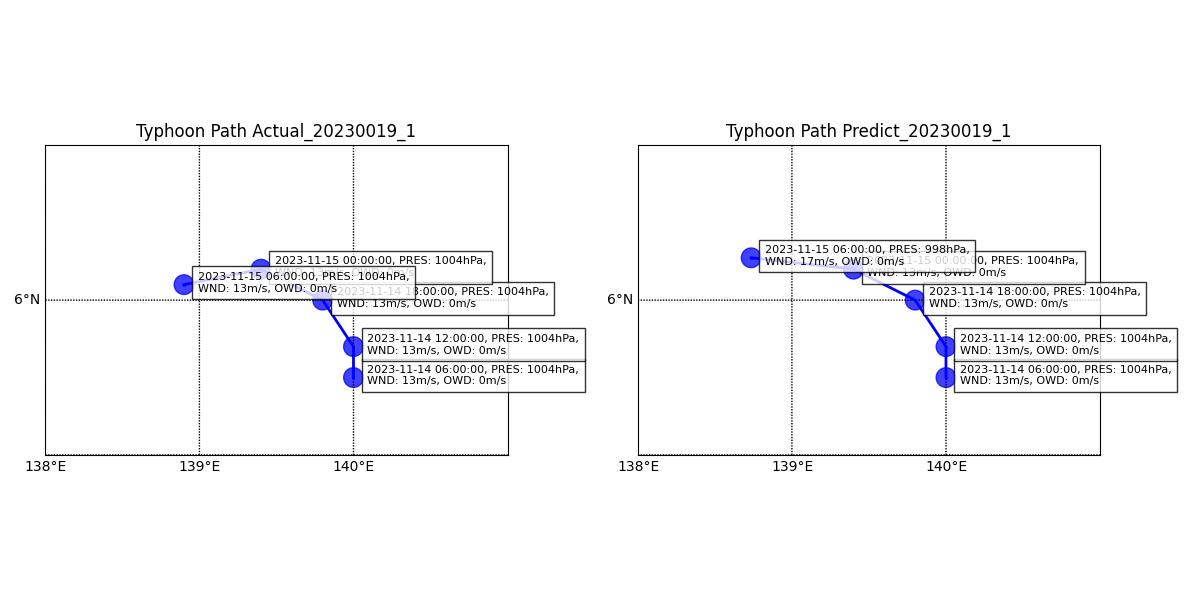 Typhoon Path Actual_20230019_1
2023-11-15 00:00:00, PRES: 1004hPa,
2023-11-15 06:00:00, PRES: 1004hPa,
WND: 13m/s, OWD: 0m/s
2023-11-14 18:00:00, PRES: 1004hPa,
WND: 13m/s, OWD: 0m/s
2023-11-14 12:00:00, PRES: 1004hPa,
WND: 13m/s, OWD: 0m/s
2023-11-14 06:00:00, PRES: 1004hPa,
WND: 13m/s, OWD: 0m/s
6°N
138°E
139°E
140°E
Typhoon Path Predict_20230019_1
2023-11-15 06:00:00, PRES: 998hPa,
WND: 17m/s, OWD: 0m/s
2023-11-15 00:00:00, PRES: 1004hPa,
WND: 13m/s, OWD: 0m/s
2023-11-14 18:00:00, PRES: 1004hPa,
WND: 13m/s, OWD: 0m/s
2023-11-14 12:00:00, PRES: 1004hPa,
WND: 13m/s, OWD: 0m/s
2023-11-14 06:00:00, PRES: 1004hPa,
WND: 13m/s, OWD: 0m/s
6°N
138°E
139°E
140°E